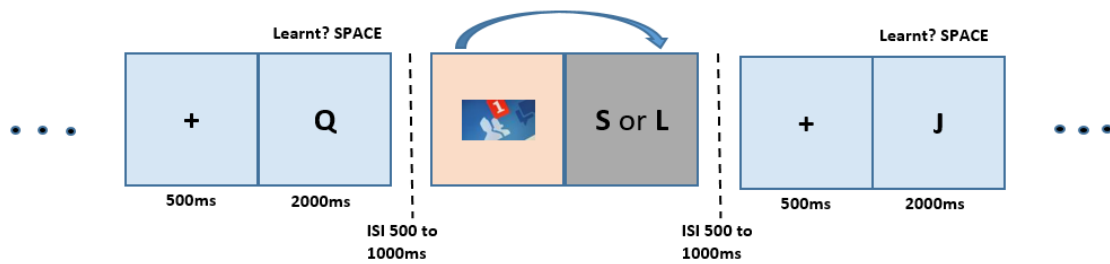 Learnt? SPACE
Learnt? SPACE
+
Q
1
S or L
+
J
500ms
2000ms
500ms
2000ms
ISI 500 to
1000ms
ISI 500 to
1000ms